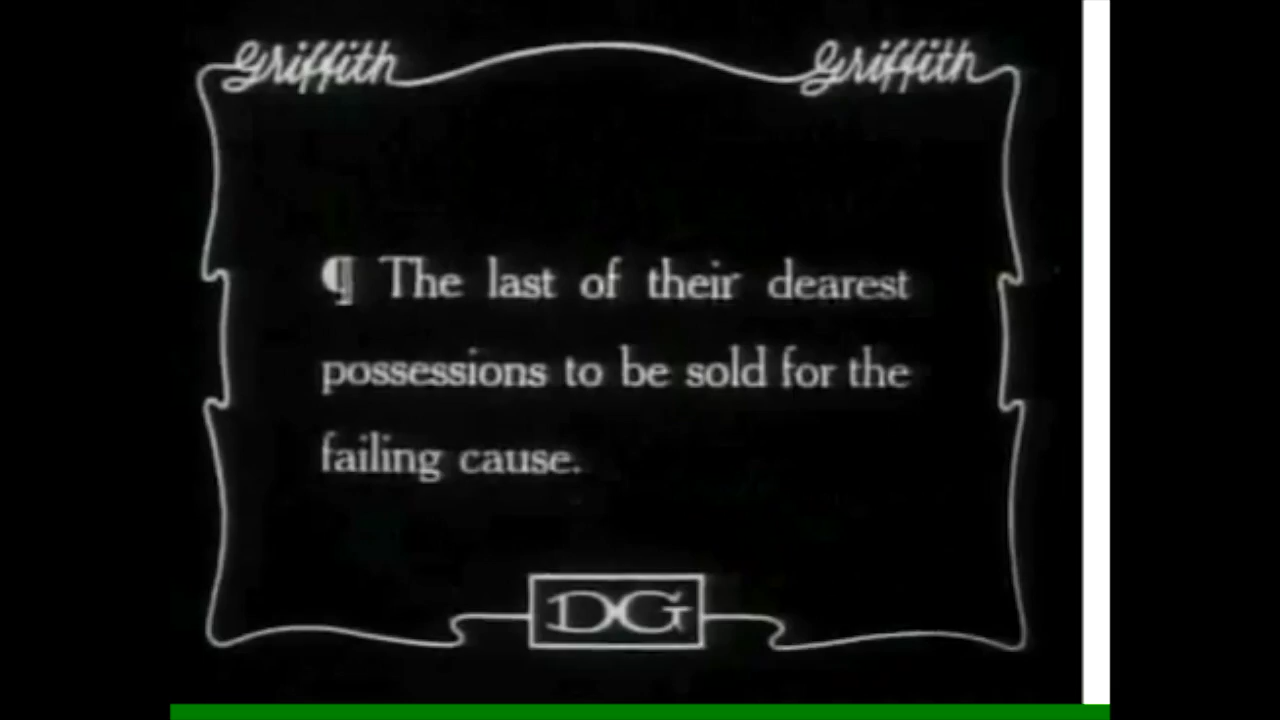 Griffith Griffith
¶ The last of their dearest
possessions to be sold for the
failing cause.
DG